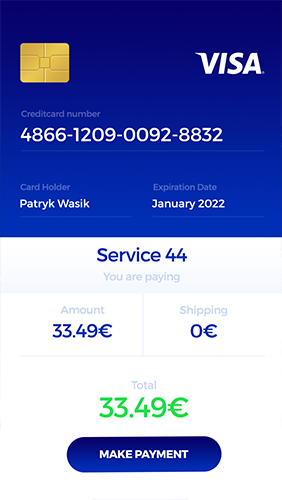 VISA
Creditcard number
4866-1209-0092-8832
Card Holder Expiration Date
Patryk Wasik January 2022
Service 44
You are paying
Amount Shipping
33.49€ 0€
Total
33.49€
MAKE PAYMENT